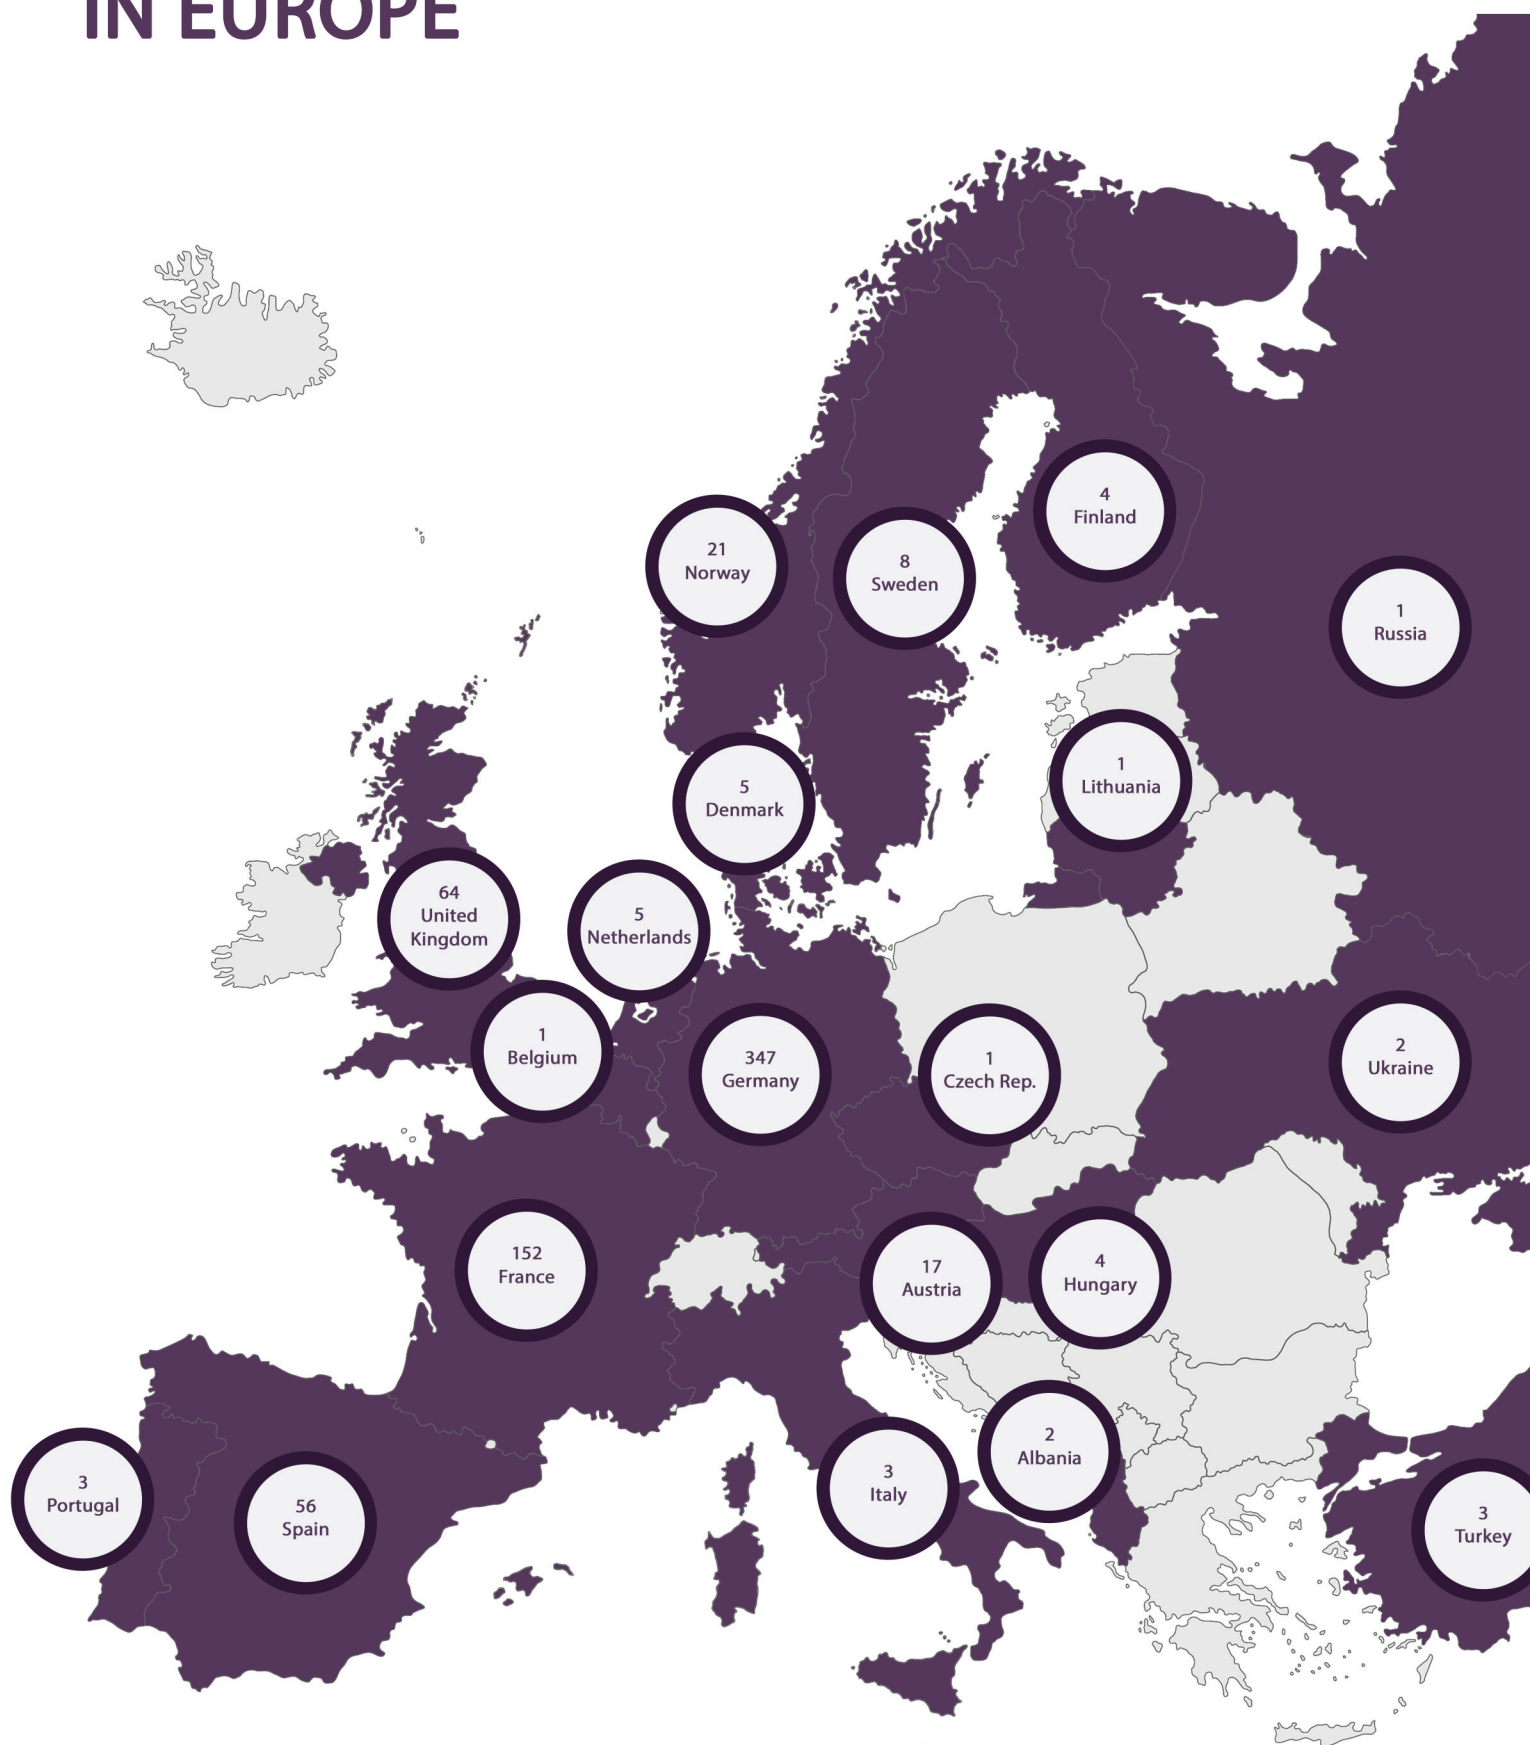 IN EUROPE
4
Finland
21
Norway
8
Sweden
1
Russia
1
Lithuania
5
Denmark
64
United
Kingdom
5
Netherlands
1
Belgium
347
Germany
1
Czech Rep.
2
Ukraine
152
France
17
Austria
4
Hungary
2
Albania
3
Italy
3
Portugal
56
Spain
3
Turkey